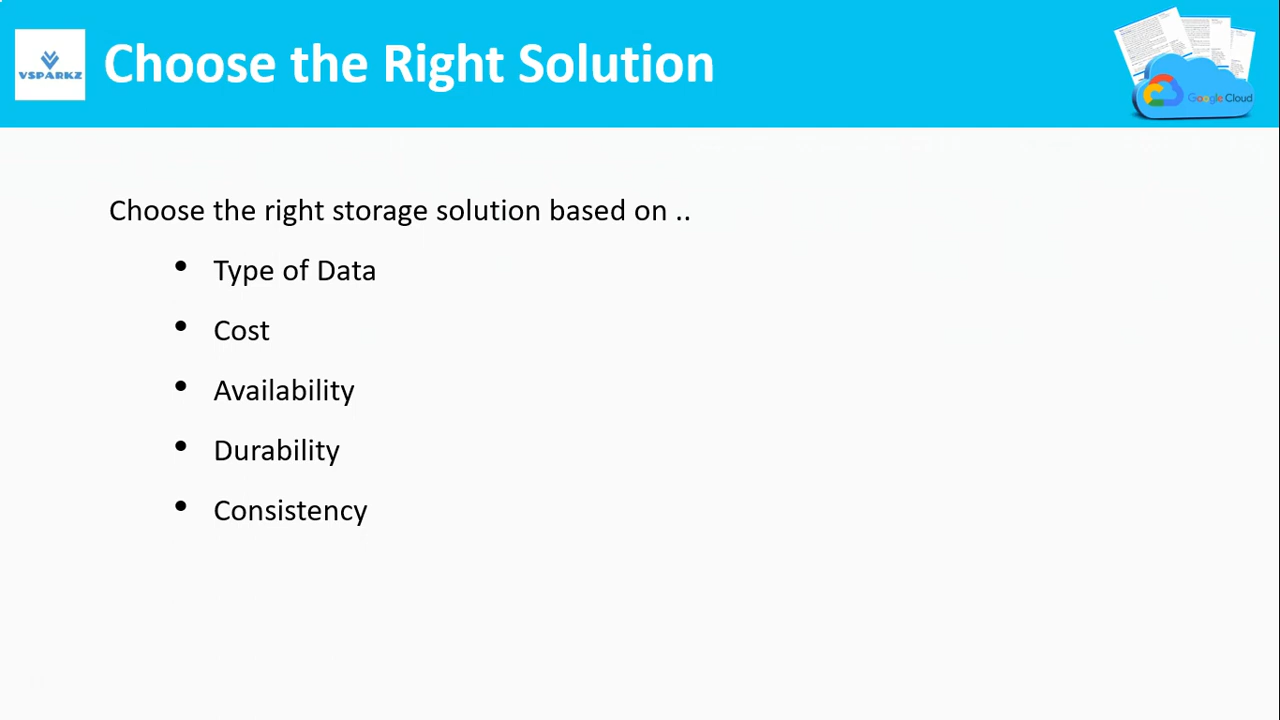 VSPARKZ
Choose the Right Solution
Google Cloud
Choose the right storage solution based on ..
• Type of Data
• Cost
• Availability
• Durability
• Consistency